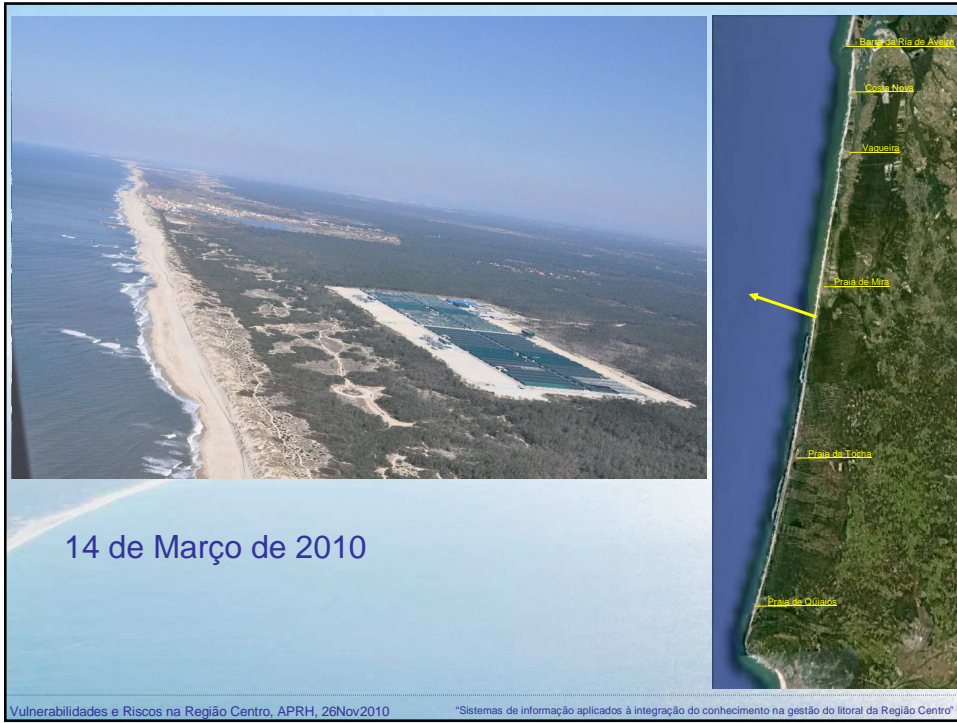 Barra da Ria de Aveiro
Costa Nova
Vagueira
Praia de Mira
Praia da Tocha
Praia de Quiaios
14 de Março de 2010
Vulnerabilidades e Riscos na Região Centro, APRH, 26Nov2010
“Sistemas de informação aplicados à integração do conhecimento na gestão do litoral da Região Centro”